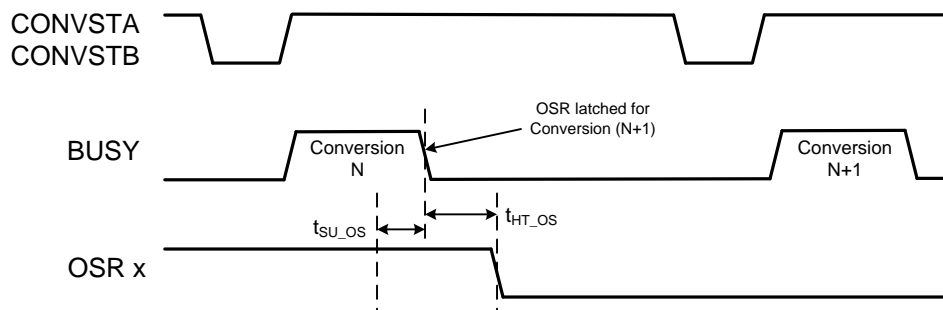 CONVSTA
CONVSTB
OSR latched for
Conversion (N+1)
BUSY
Conversion
N
Conversion
N+1
tSU_OS
tHT_OS
OSR x